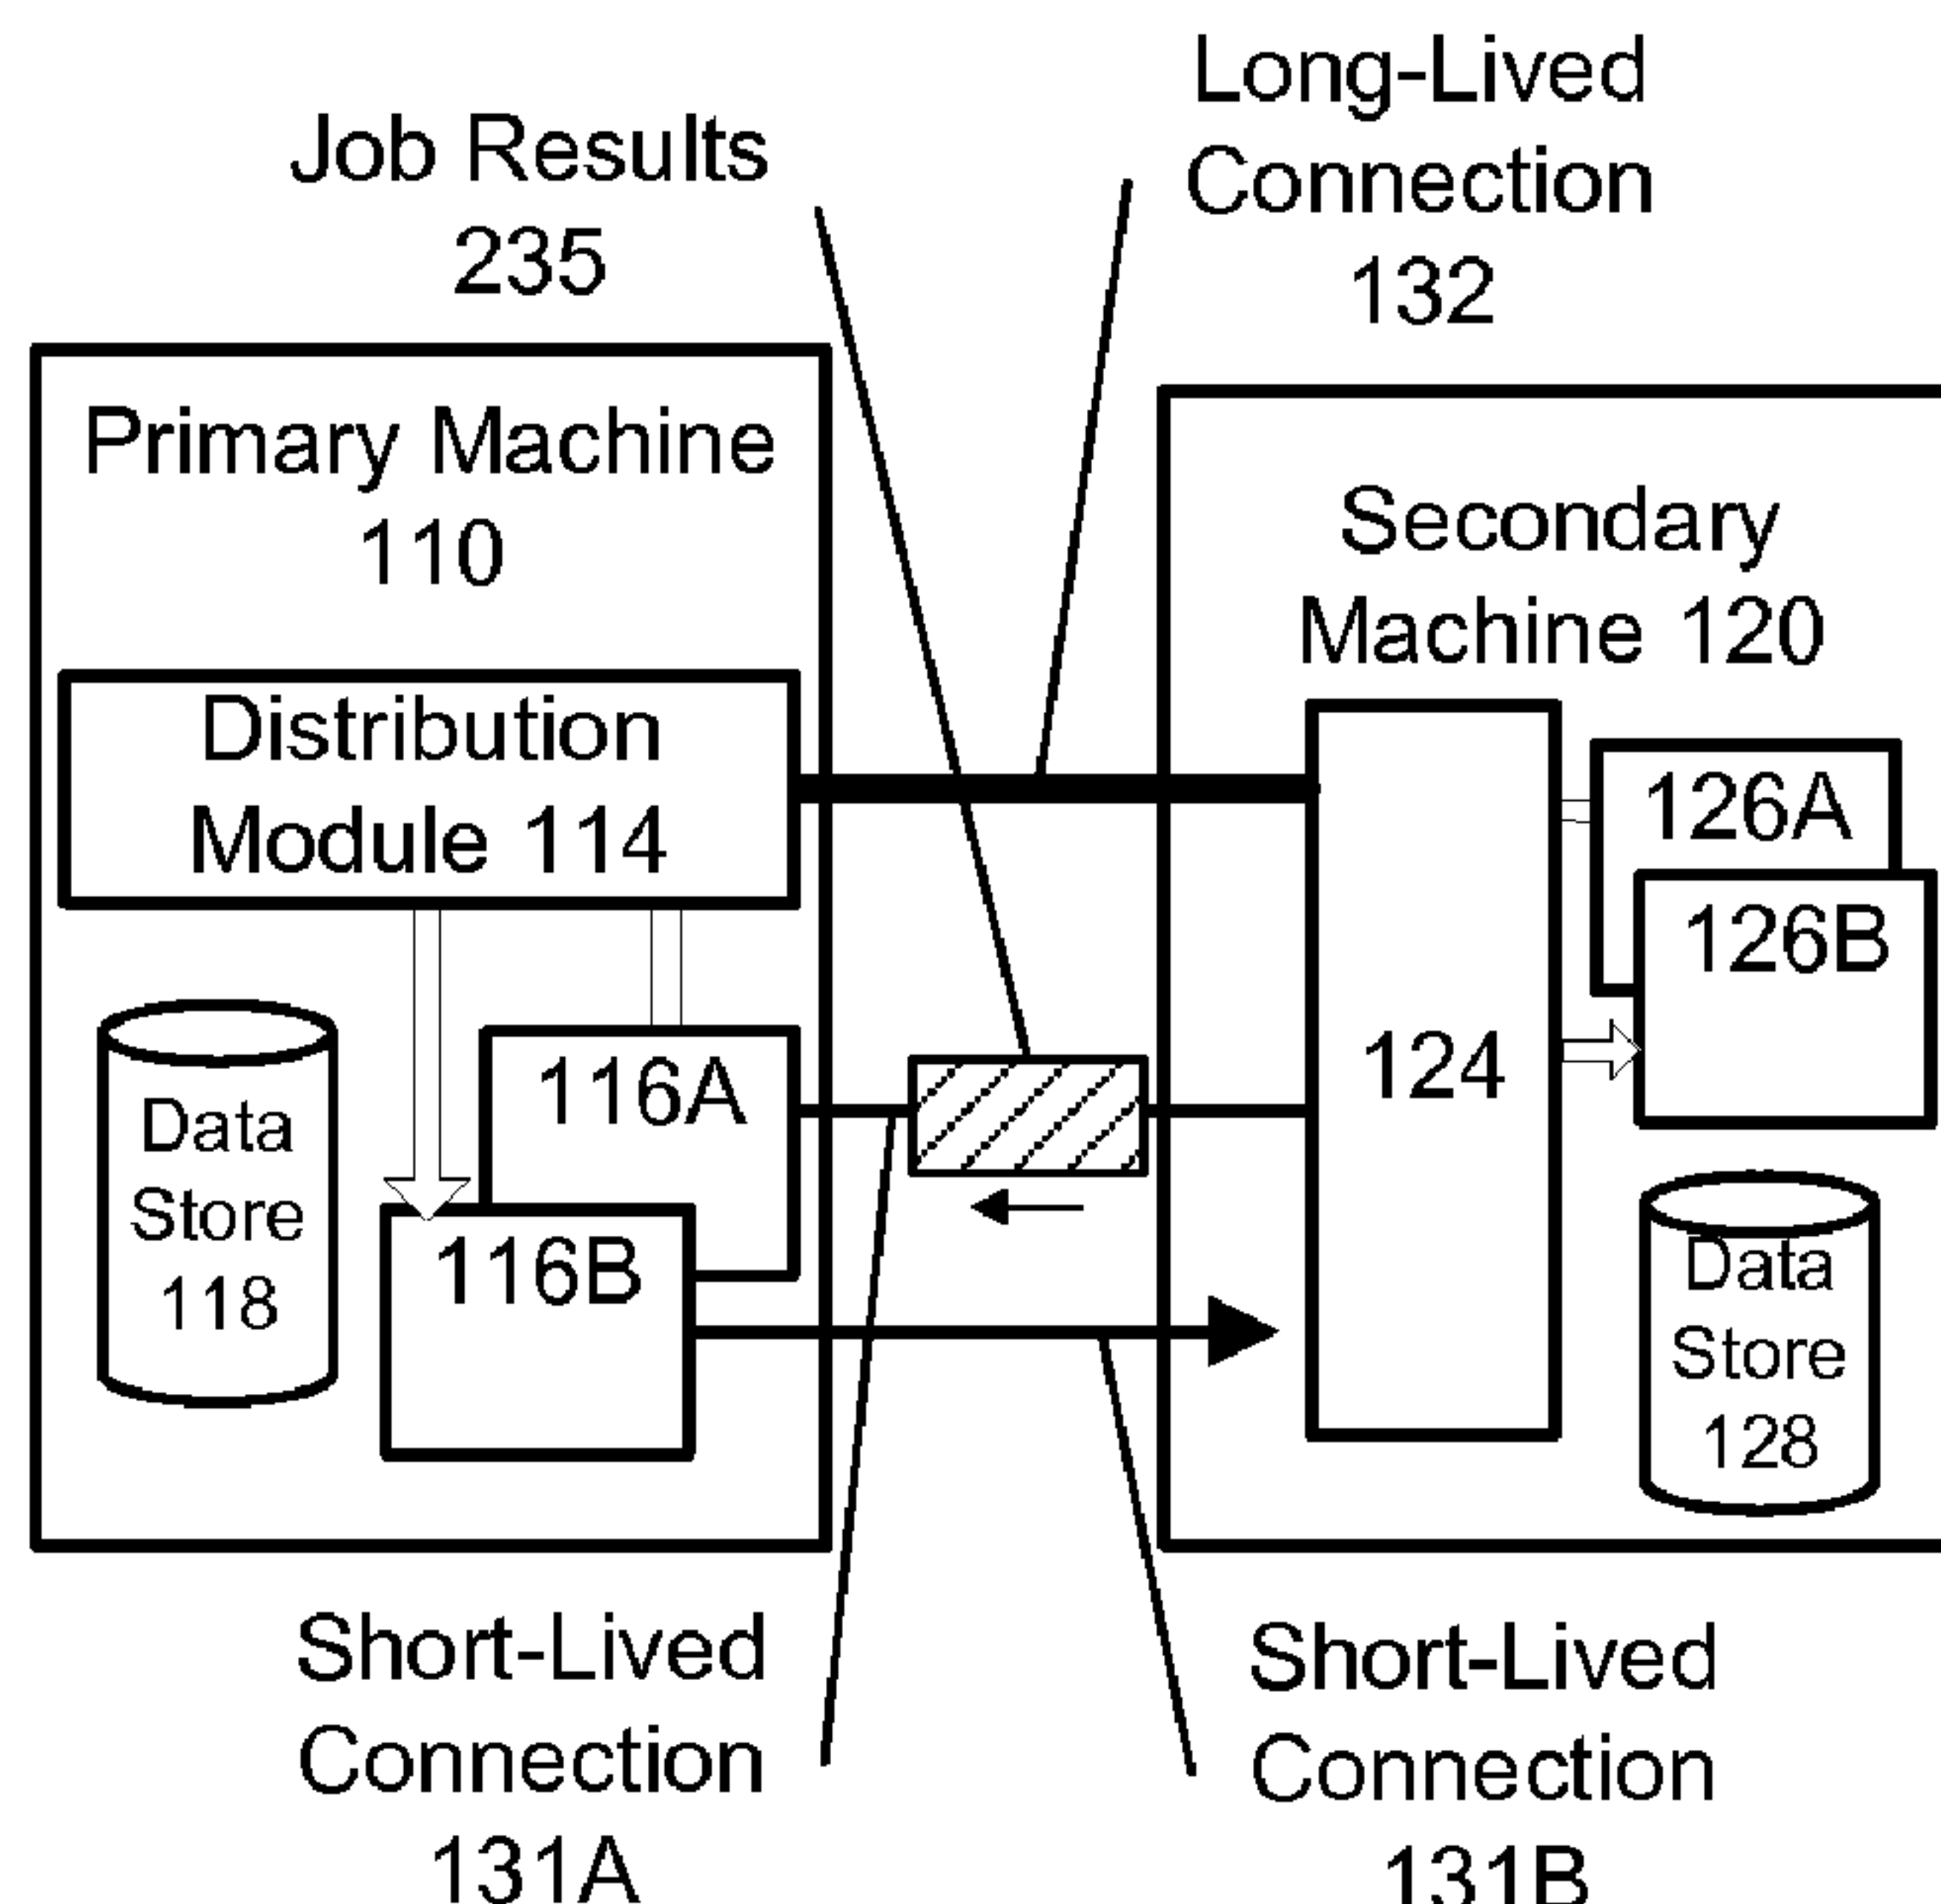 Job Results
235
Long-Lived
Connection
132
Primary Machine
110
Distribution
Module 114
Data
Store
118
116A
116B
Secondary
Machine 120
124
126A
126B
Data
Store
128
Short-Lived
Connection
131A
Short-Lived
Connection
131B